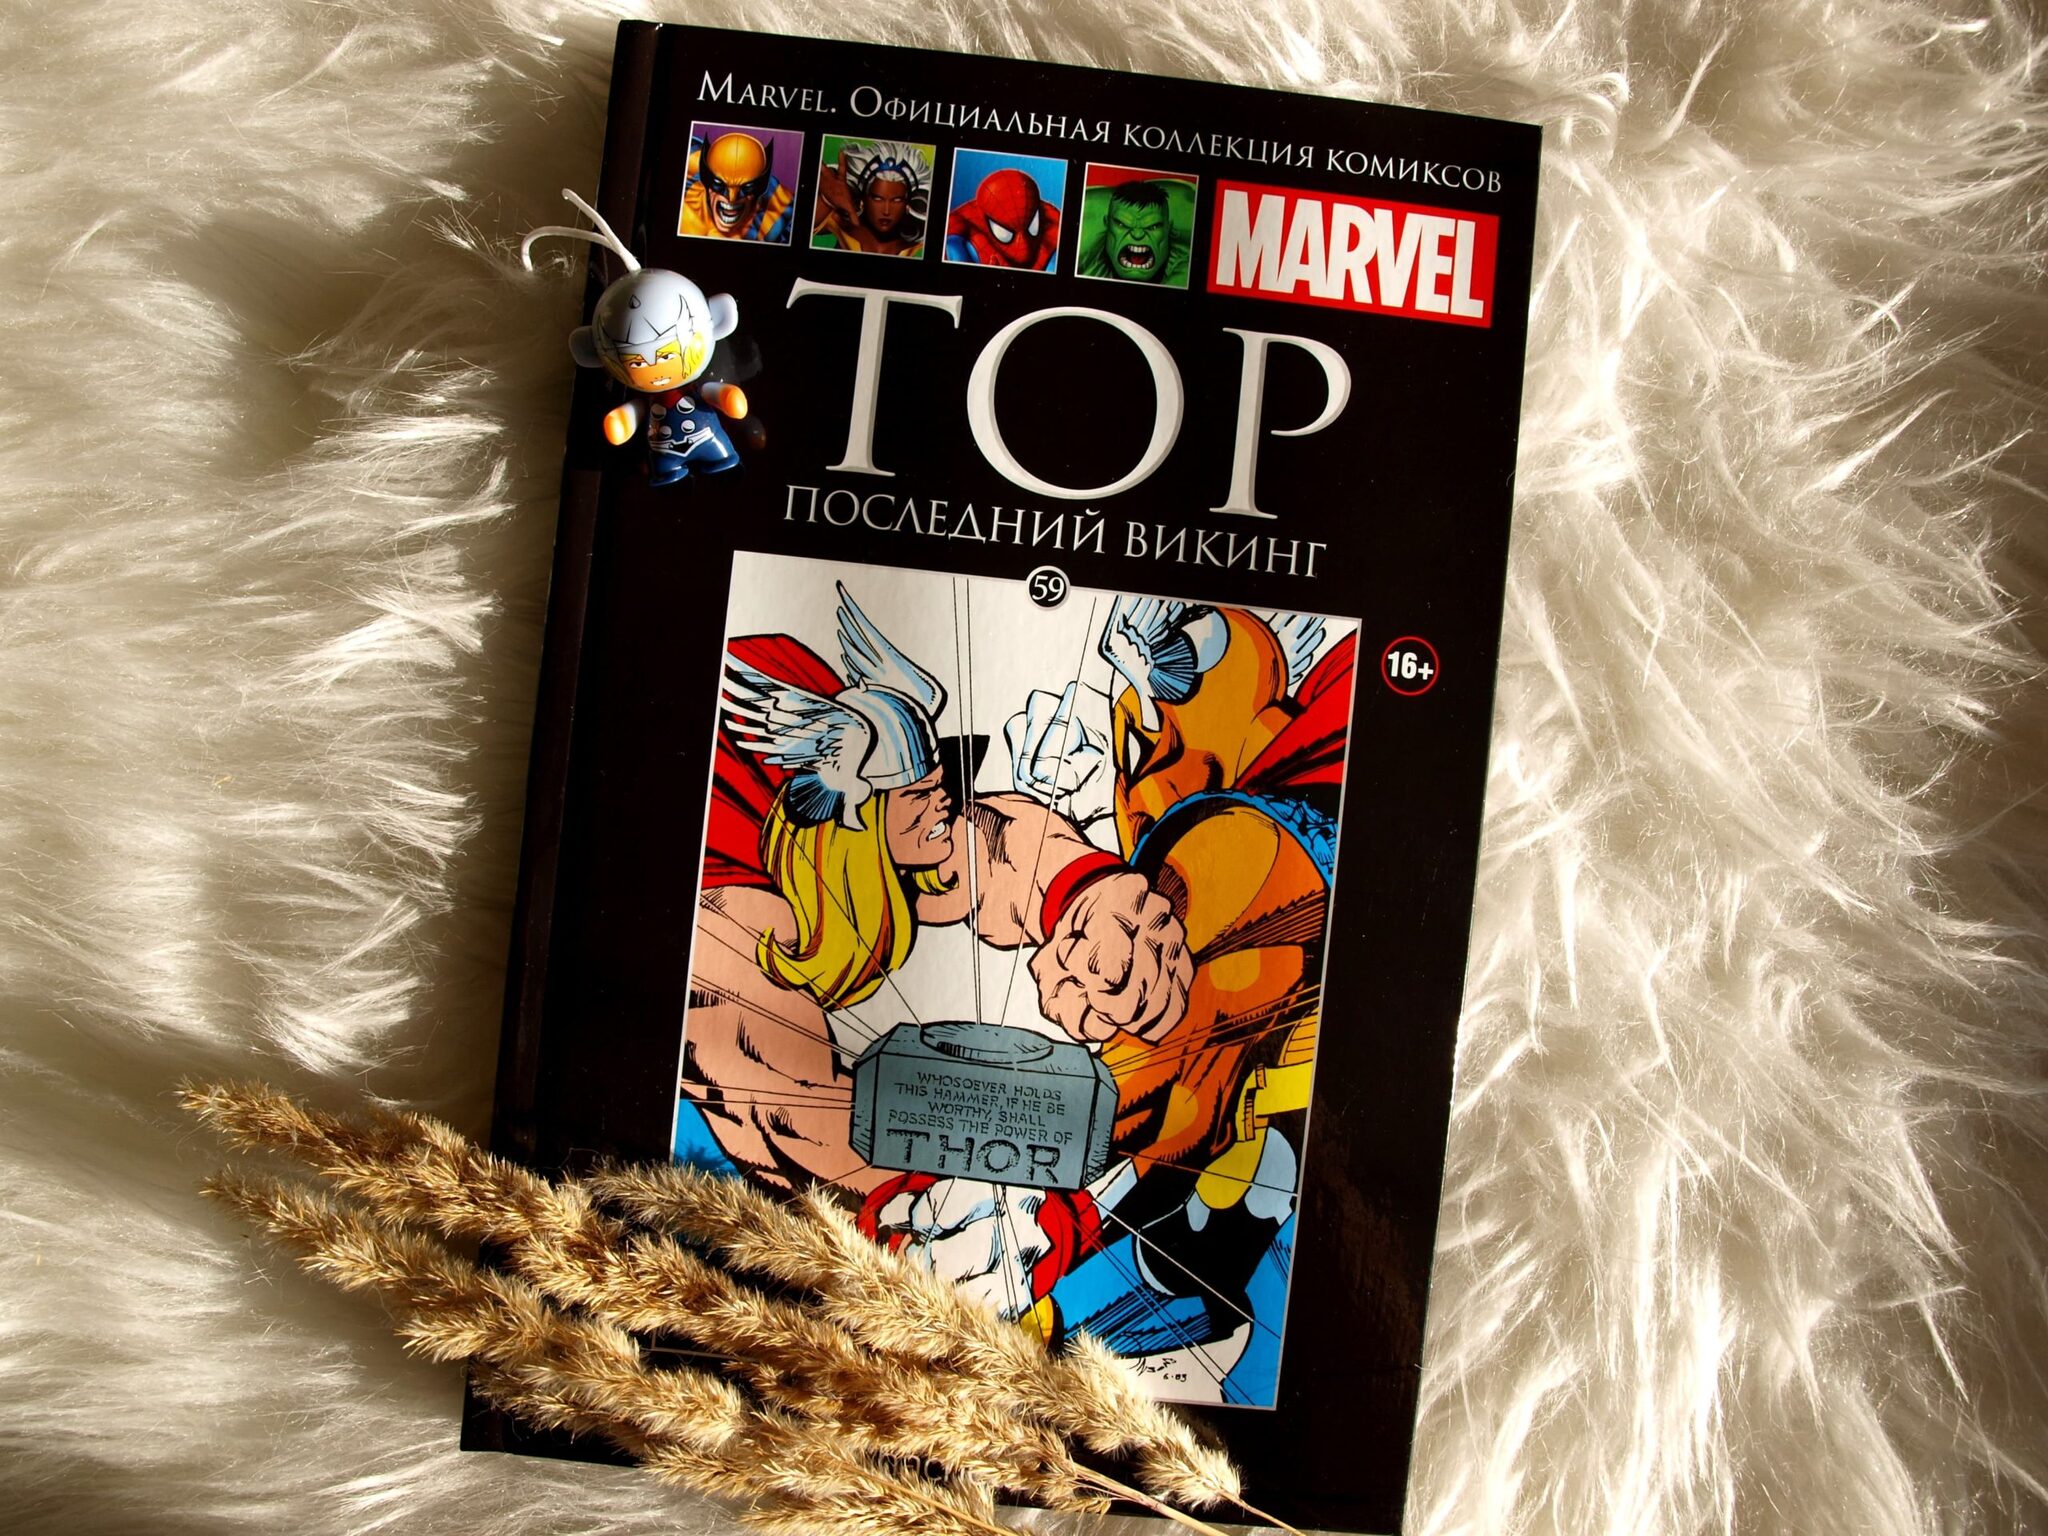 MARVEL. ОФИЦИАЛЬНАЯ КОЛЛЕКЦИЯ КОМИКСОВ
MARVEL
ТОР
ПОСЛЕДНИЙ ВИКИНГ
59
16+
WHOSOEVER HOLDS
THIS HAMMER, IF HE BE
WORTHY, SHALL
POSSESS THE POWER OF
THOR